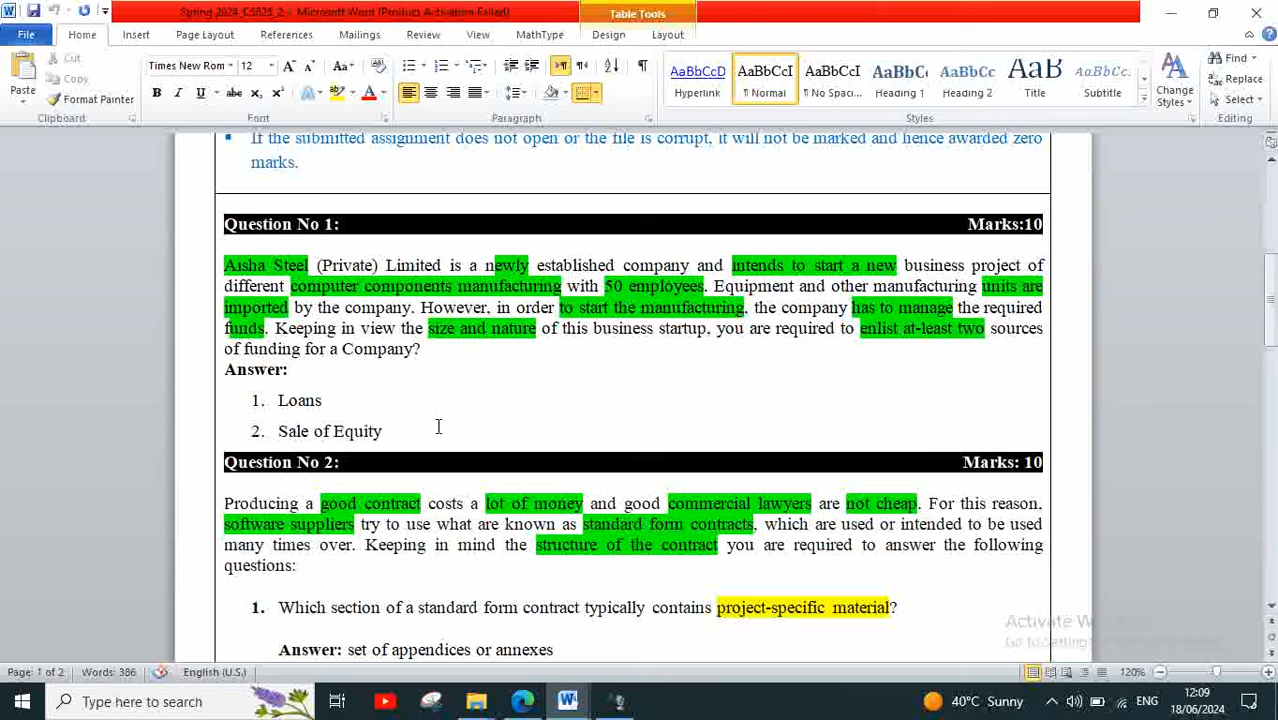 Spring 2024_CS625_2 - Microsoft Word (Product Activation Failed)
Table Tools
File Home Insert Page Layout References Mailings Review View MathType Design Layout
Paste
Cut
Copy
Format Painter
Clipboard
Times New Rom 12
Font
Paragraph
AaBbCcD AaBbCcI AaBbCcI AaBbC AaBbCc AaB AaBbCc.
Hyperlink ¶ Normal ¶ No Spaci... Heading 1 Heading 2 Title Subtitle
Change Styles
Styles
Find
Replace
Select
Editing
If the submitted assignment does not open or the file is corrupt, it will not be marked and hence awarded zero
marks.
Question No 1: Marks:10
Aisha Steel (Private) Limited is a newly established company and intends to start a new business project of
different computer components manufacturing with 50 employees. Equipment and other manufacturing units are
imported by the company. However, in order to start the manufacturing, the company has to manage the required
funds. Keeping in view the size and nature of this business startup, you are required to enlist at-least two sources
of funding for a Company?
Answer:
1. Loans
2. Sale of Equity
Question No 2: Marks: 10
Producing a good contract costs a lot of money and good commercial lawyers are not cheap. For this reason,
software suppliers try to use what are known as standard form contracts, which are used or intended to be used
many times over. Keeping in mind the structure of the contract you are required to answer the following
questions:
1. Which section of a standard form contract typically contains project-specific material?
Answer: set of appendices or annexes
Activate
Go to
Page: 1 of 2 Words: 386 English (U.S.) 120%
Type here to search
40°C Sunny
ENG
12:09
18/06/2024